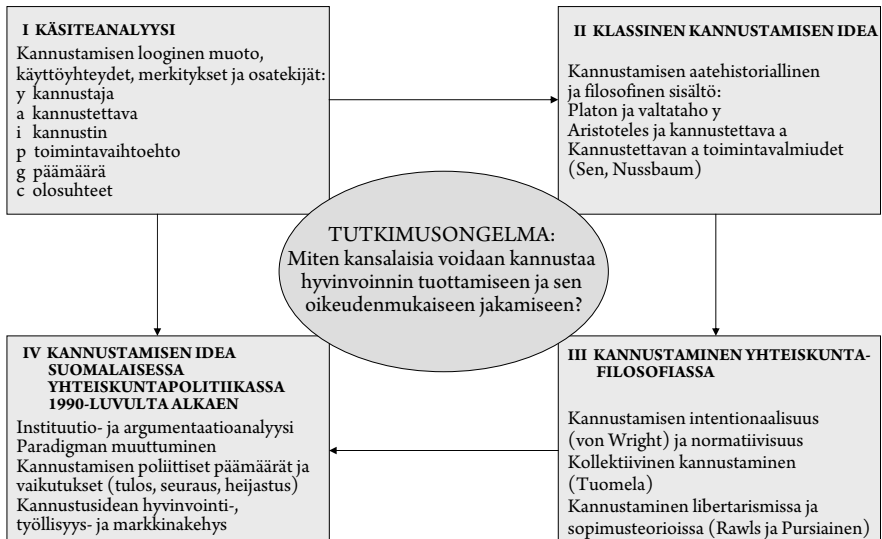 I KÄSITEANALYYSI
Kannustamisen looginen muoto,
käyttöyhteydet, merkitykset ja osatekijät:
y kannustaja
a kannustettava
i kannustin
p toimintavaihtoehto
g päämäärä
c olosuhteet
II KLASSINEN KANNUSTAMISEN IDEA
Kannustamisen aatehistoriallinen
ja filosofinen sisältö:
Platon ja valtataho y
Aristoteles ja kannustettava a
Kannustettavan a toimintavalmiudet
(Sen, Nussbaum)
TUTKIMUSONGELMA:
Miten kansalaisia voidaan kannustaa
hyvinvoinnin tuottamiseen ja sen
oikeudenmukaiseen jakamiseen?
IV KANNUSTAMISEN IDEA
SUOMALAISESSA
YHTEISKUNTAPOLITIIKASSA
1990-LUVULTA ALKAEN
Instituutio- ja argumentaatioanalyysi
Paradigman muuttuminen
Kannustamisen poliittiset päämäärät ja
vaikutukset (tulos, seuraus, heijastus)
Kannustusidean hyvinvointi-,
työllisyys- ja markkinakehys
III KANNUSTAMINEN YHTEISKUNTA-
FILOSOFIASSA
Kannustamisen intentionaalisuus
(von Wright) ja normatiivisuus
Kollektiivinen kannustaminen
(Tuomela)
Kannustaminen libertarismissa ja
sopimusteorioissa (Rawls ja Pursiainen)